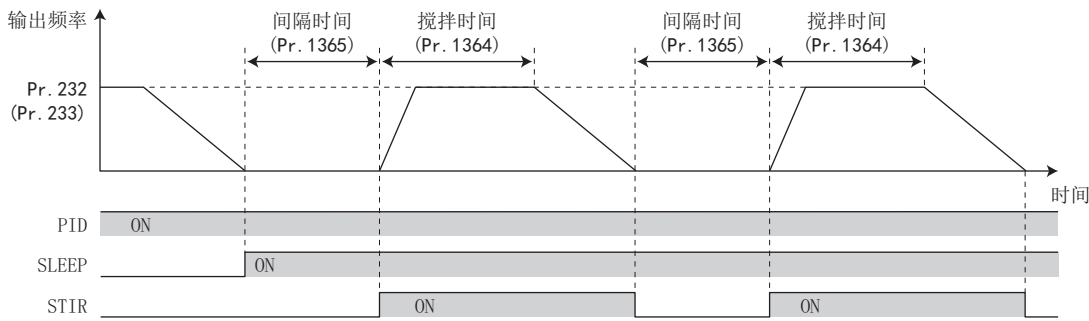 输出频率
间隔时间
(Pr. 1365)
搅拌时间
(Pr. 1364)
间隔时间
(Pr. 1365)
搅拌时间
(Pr. 1364)
Pr. 232
(Pr. 233)
时间
PID ON
SLEEP ON
STIR ON ON